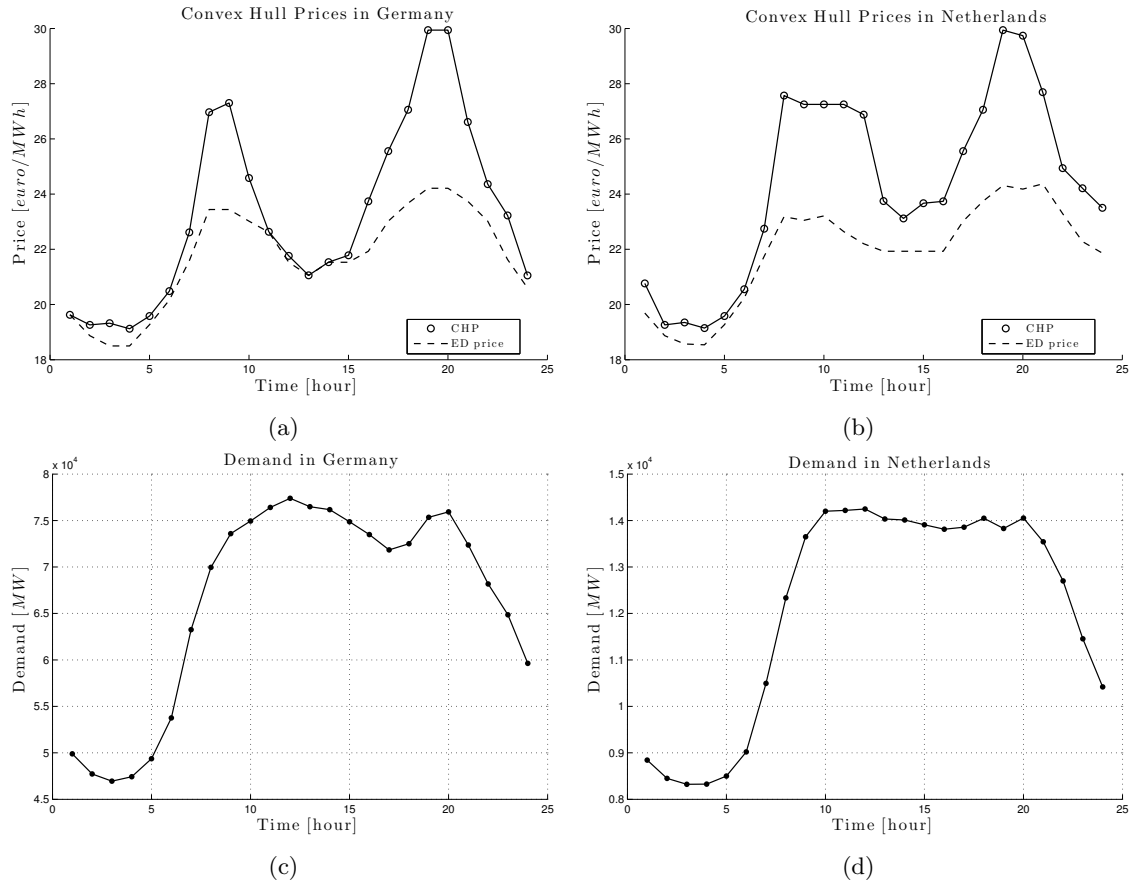 Convex Hull Prices in Germany
30
28
26
24
22
20
18
Price [euro/MWh]
0
5
10
15
20
25
Time [hour]
CHP
ED price
(a)
Convex Hull Prices in Netherlands
30
28
26
24
22
20
18
Price [euro/MWh]
0
5
10
15
20
25
Time [hour]
CHP
ED price
(b)
Demand in Germany
x 10⁴
8
7.5
7
6.5
6
5.5
5
4.5
Demand [MW]
0
5
10
15
20
25
Time [hour]
(c)
Demand in Netherlands
x 10⁴
1.5
1.4
1.3
1.2
1.1
1
0.9
0.8
Demand [MW]
0
5
10
15
20
25
Time [hour]
(d)